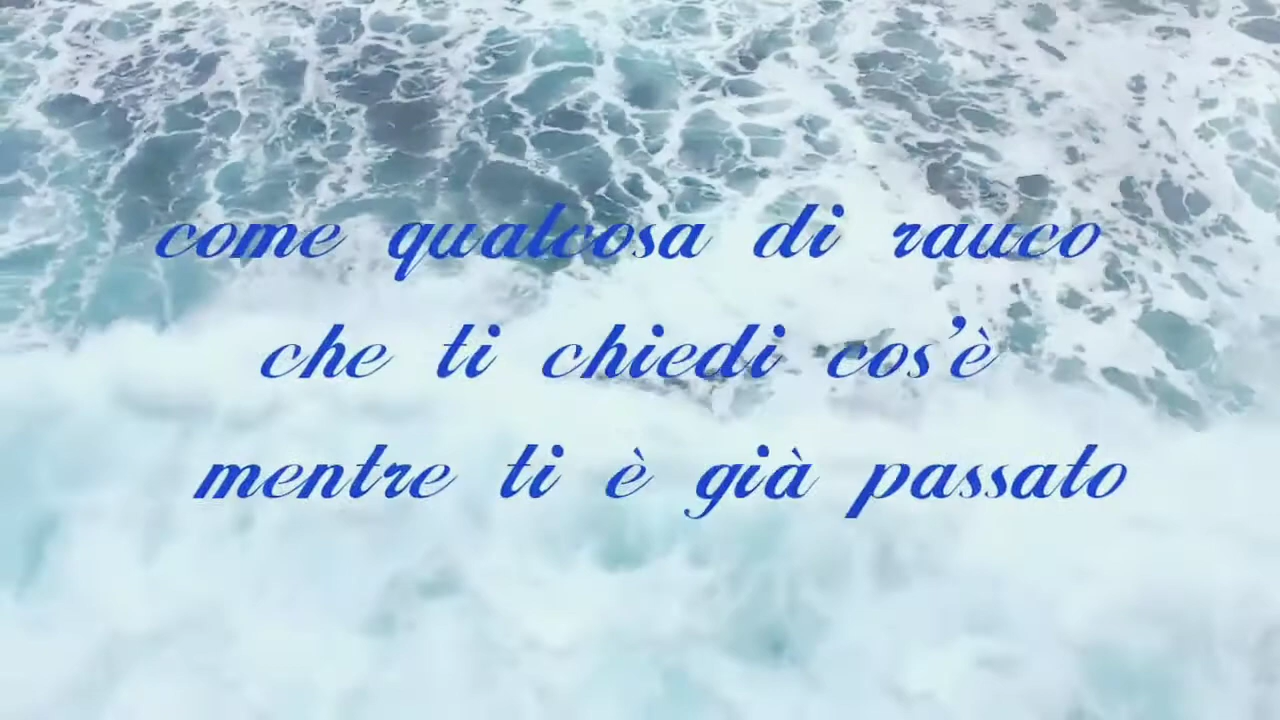 come qualcosa di rauco
che ti chiedi cos'è
mentre ti è già passato